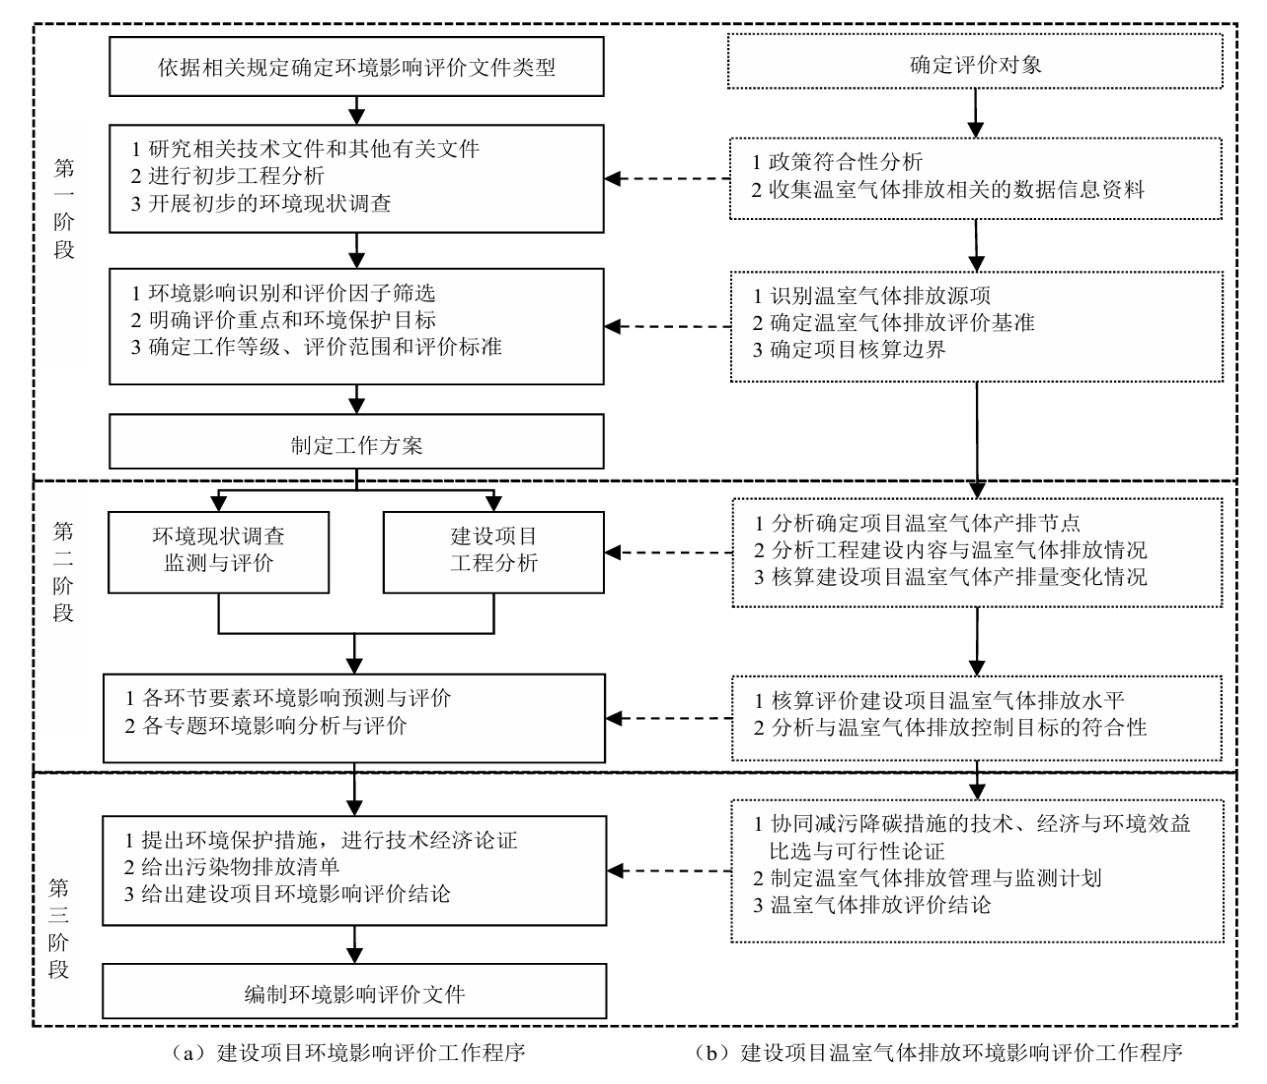 第一阶段
依据相关规定确定环境影响评价文件类型
1 研究相关技术文件和其他有关文件
2 进行初步工程分析
3 开展初步的环境现状调查
1 环境影响识别和评价因子筛选
2 明确评价重点和环境保护目标
3 确定工作等级、评价范围和评价标准
制定工作方案
确定评价对象
1 政策符合性分析
2 收集温室气体排放相关的数据信息资料
1 识别温室气体排放源项
2 确定温室气体排放评价基准
3 确定项目核算边界
第二阶段
环境现状调查
监测与评价
建设项目
工程分析
1 各环节要素环境影响预测与评价
2 各专题环境影响分析与评价
1 分析确定项目温室气体产排节点
2 分析工程建设内容与温室气体排放情况
3 核算建设项目温室气体产排量变化情况
1 核算评价建设项目温室气体排放水平
2 分析与温室气体排放控制目标的符合性
第三阶段
1 提出环境保护措施，进行技术经济论证
2 给出污染物排放清单
3 给出建设项目环境影响评价结论
编制环境影响评价文件
1 协同减污降碳措施的技术、经济与环境效益
比选与可行性论证
2 制定温室气体排放管理与监测计划
3 温室气体排放评价结论
（a）建设项目环境影响评价工作程序
（b）建设项目温室气体排放环境影响评价工作程序